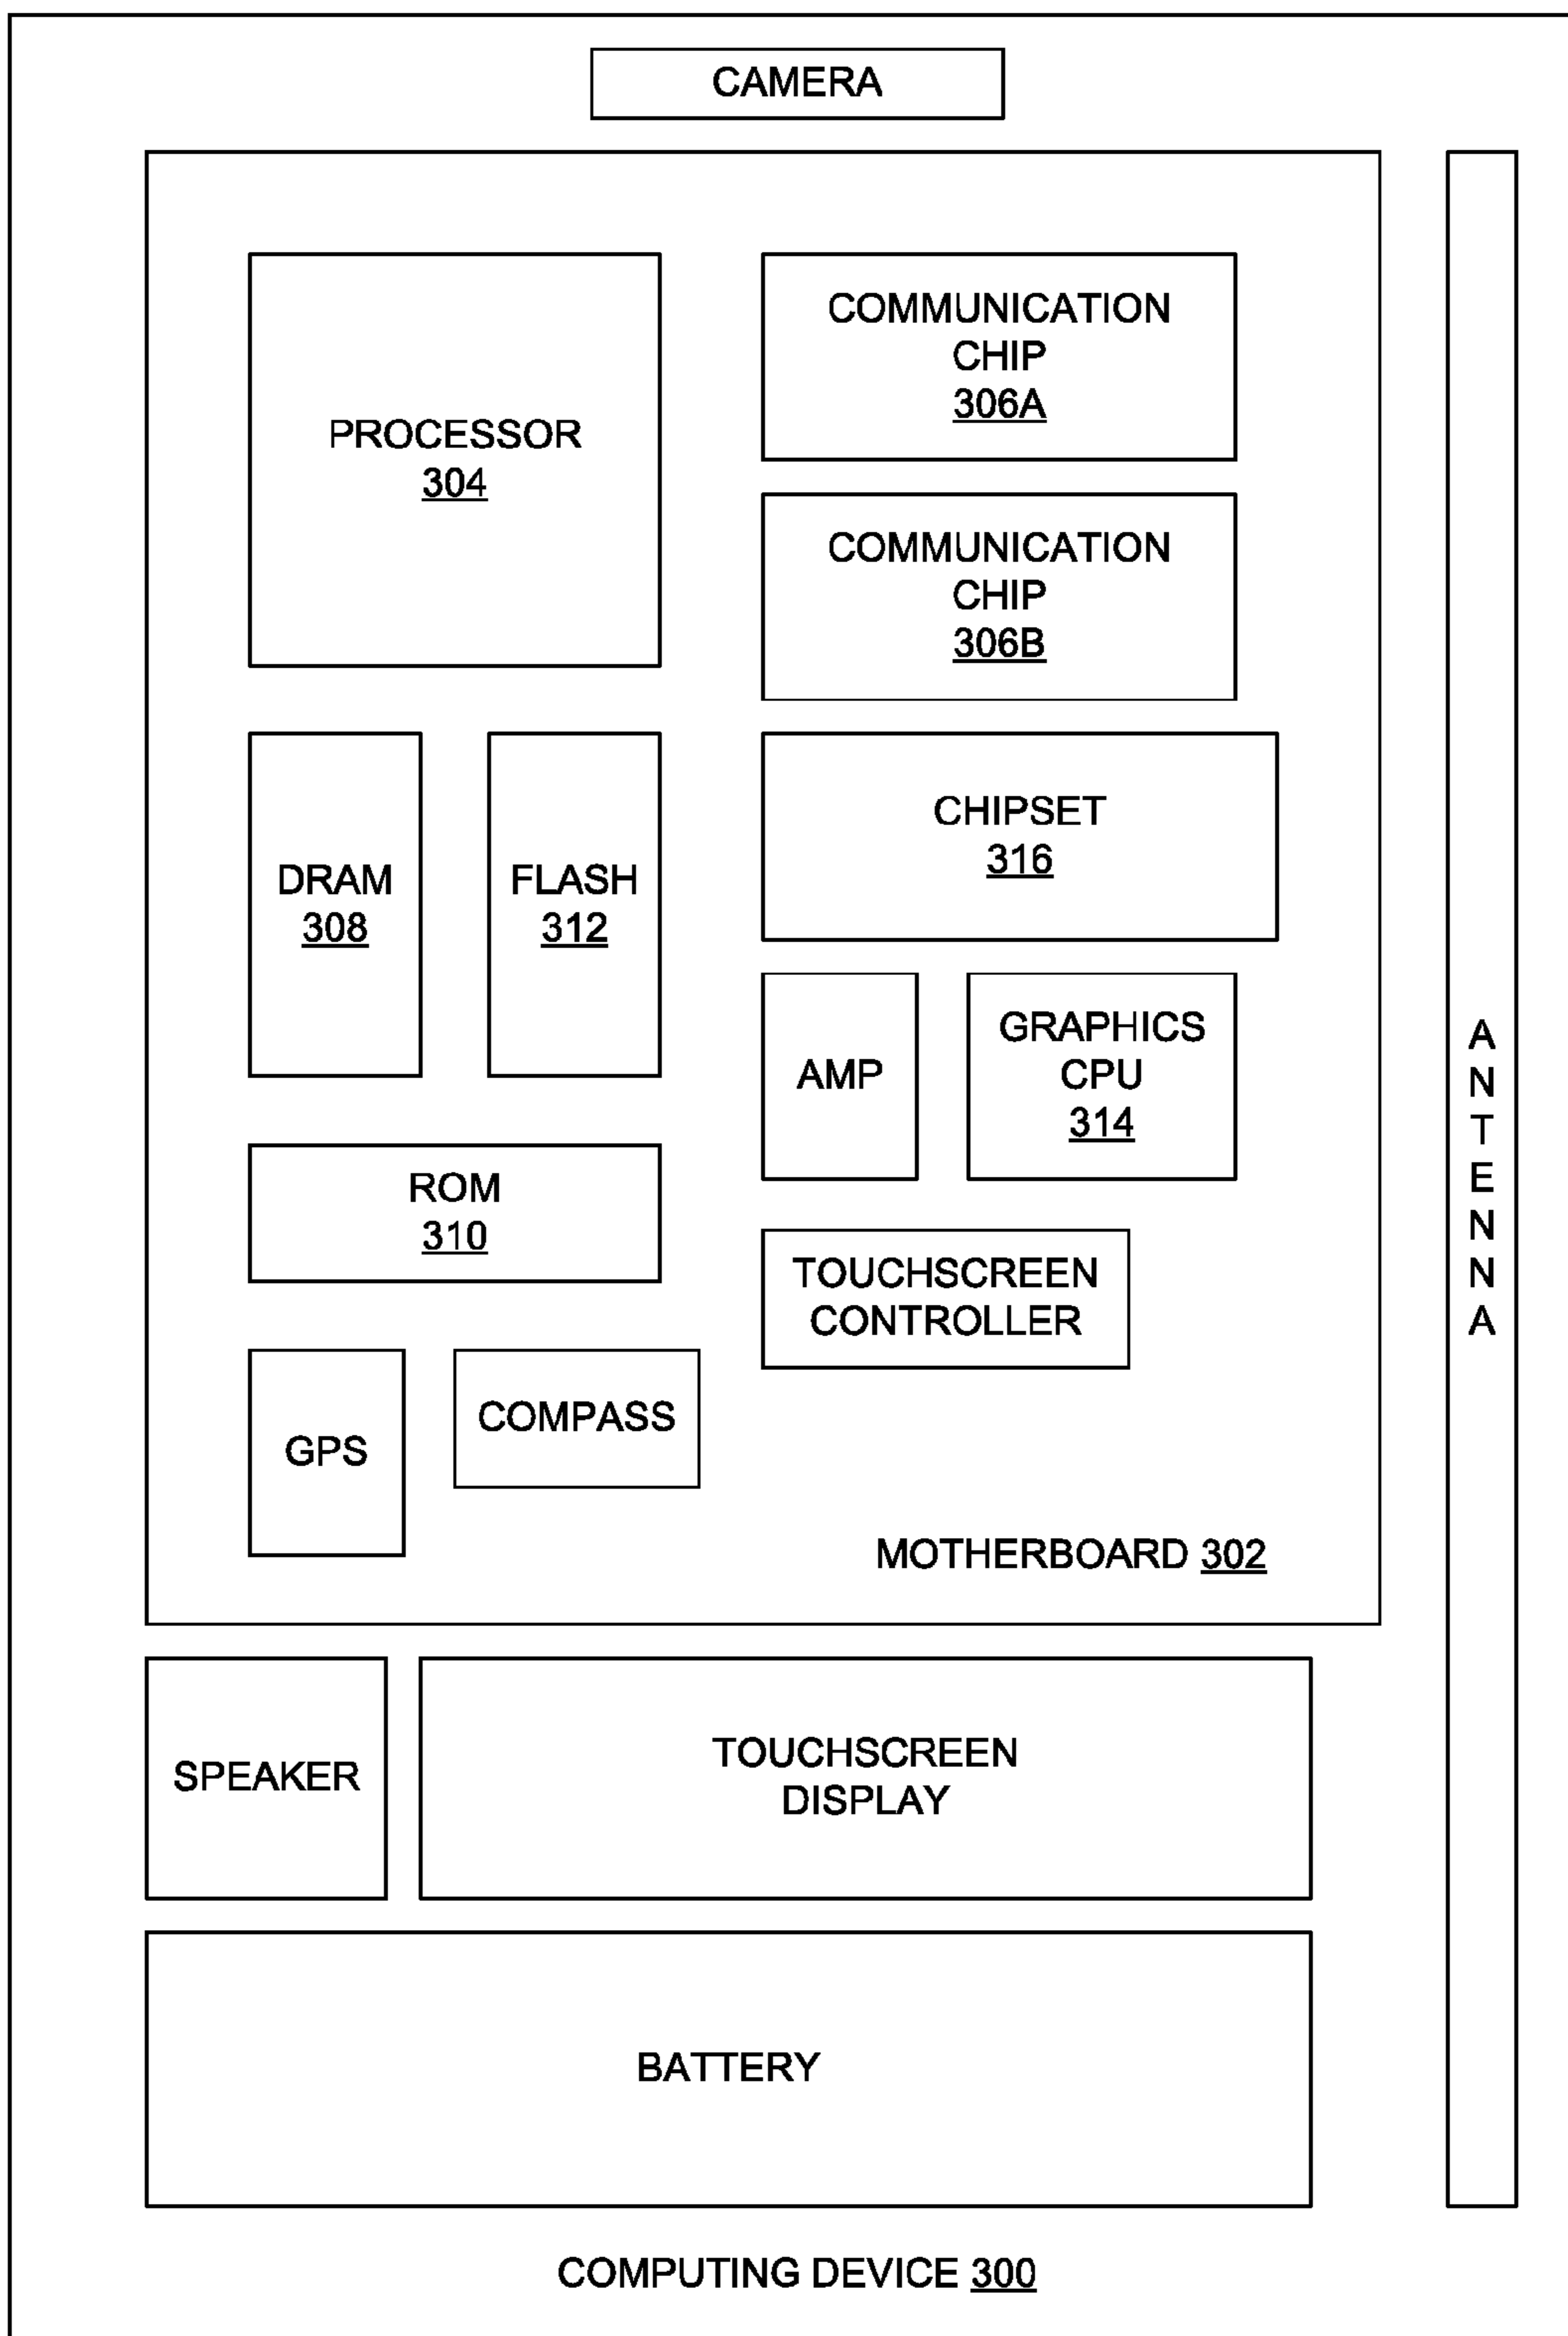 CAMERA
PROCESSOR
304
COMMUNICATION
CHIP
306A
COMMUNICATION
CHIP
306B
DRAM
308
FLASH
312
CHIPSET
316
AMP
GRAPHICS
CPU
314
ROM
310
TOUCHSCREEN
CONTROLLER
GPS
COMPASS
MOTHERBOARD 302
ANTENNA
SPEAKER
TOUCHSCREEN
DISPLAY
BATTERY
COMPUTING DEVICE 300